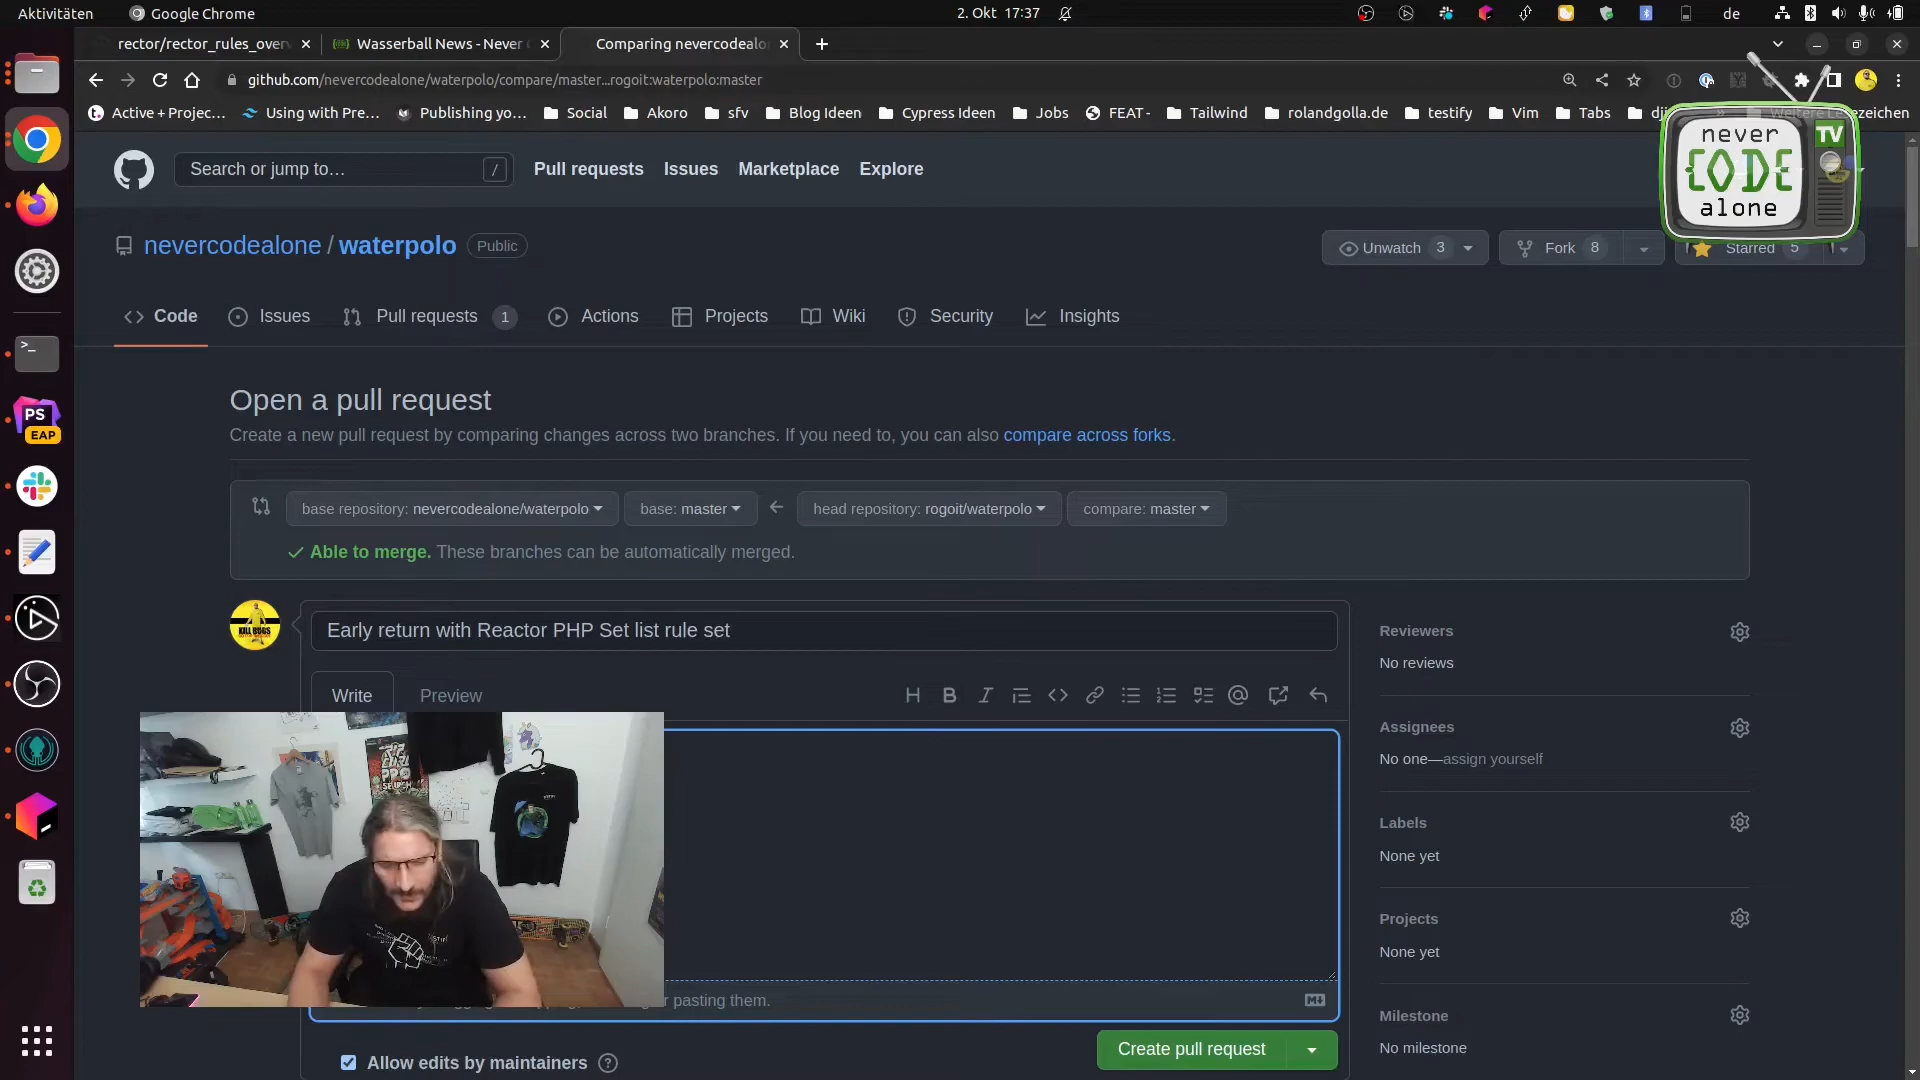 Aktivitäten
Google Chrome
2. Okt 17:37
de
rector/rector_rules_overv
Wasserball News - Never
Comparing nevercodealo
github.com/nevercodealone/waterpolo/compare/master...rogoit:waterpolo:master
Active + Projec...
Using with Pre...
Publishing yo...
Social
Akoro
sfv
Blog Ideen
Cypress Ideen
Jobs
FEAT-
Tailwind
rolandgolla.de
testify
Vim
Tabs
Weitere Lesezeichen
never
CODE
alone
TV
Search or jump to…
/
Pull requests
Issues
Marketplace
Explore
nevercodealone / waterpolo
Public
Unwatch 3
Fork 8
Starred 5
Code
Issues
Pull requests 1
Actions
Projects
Wiki
Security
Insights
Open a pull request
Create a new pull request by comparing changes across two branches. If you need to, you can also compare across forks.
base repository: nevercodealone/waterpolo
base: master
head repository: rogoit/waterpolo
compare: master
Able to merge. These branches can be automatically merged.
KILL BUGS
Early return with Reactor PHP Set list rule set
Write
Preview
pasting them.
Allow edits by maintainers
Create pull request
Reviewers
No reviews
Assignees
No one—assign yourself
Labels
None yet
Projects
None yet
Milestone
No milestone
PS
EAP